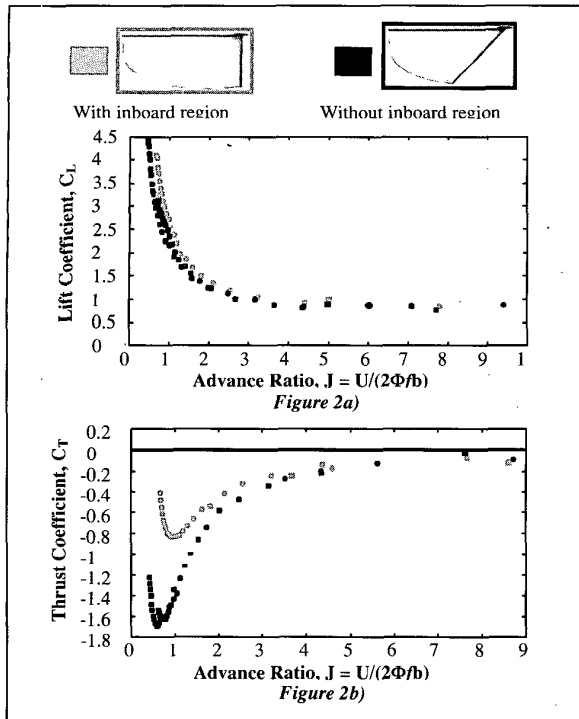 With inboard region
Without inboard region
4.5
4
3.5
3
2.5
2
1.5
1
0.5
0
Lift Coefficient, C_L
0 1 2 3 4 5 6 7 8 9 1
Advance Ratio, J = U/(2Φfb)
Figure 2a)
0.2
0
-0.2
-0.4
-0.6
-0.8
-1
-1.2
-1.4
-1.6
-1.8
Thrust Coefficient, C_T
0 1 2 3 4 5 6 7 8 9
Advance Ratio, J = U/(2Φfb)
Figure 2b)